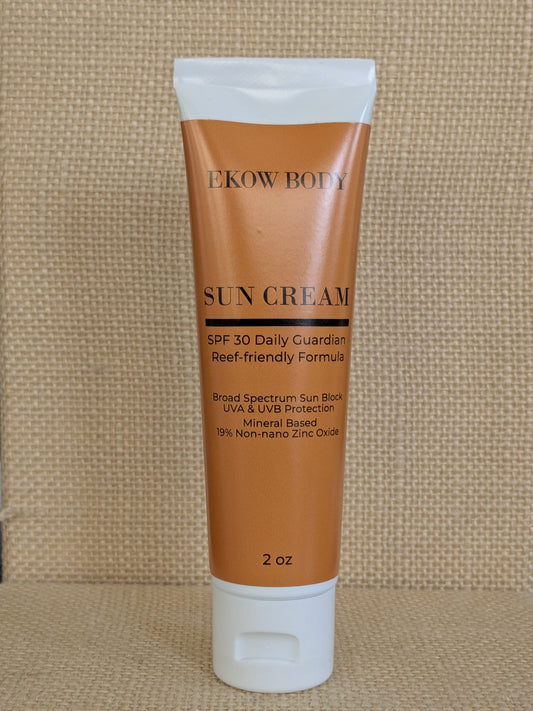 EKOW BODY
SUN CREAM
SPF 30 Daily Guardian
Reef-friendly Formula
Broad Spectrum Sun Block
UVA & UVB Protection
Mineral Based
19% Non-nano Zinc Oxide
2 oz